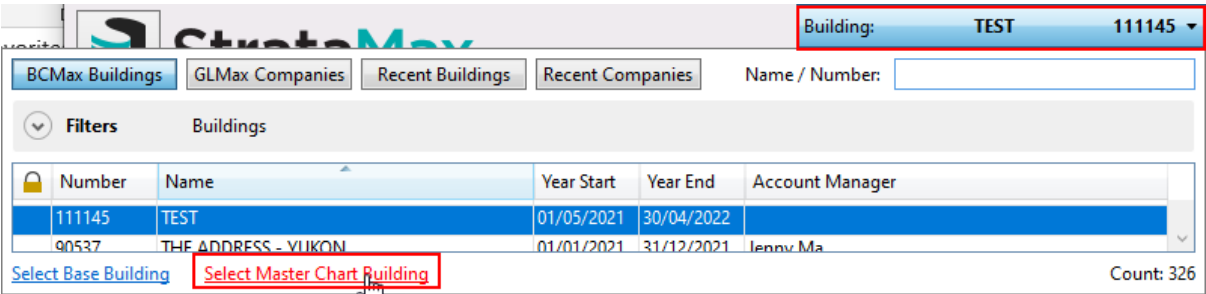 Building: TEST 111145
StrataMax
BCMax Buildings GLMax Companies Recent Buildings Recent Companies Name / Number:
Filters Buildings
Number Name Year Start Year End Account Manager
111145 TEST 01/05/2021 30/04/2022
90537 THE ADDRESS - YUKON 01/01/2021 31/12/2021 Jenny Ma
Select Base Building Select Master Chart Building Count: 326